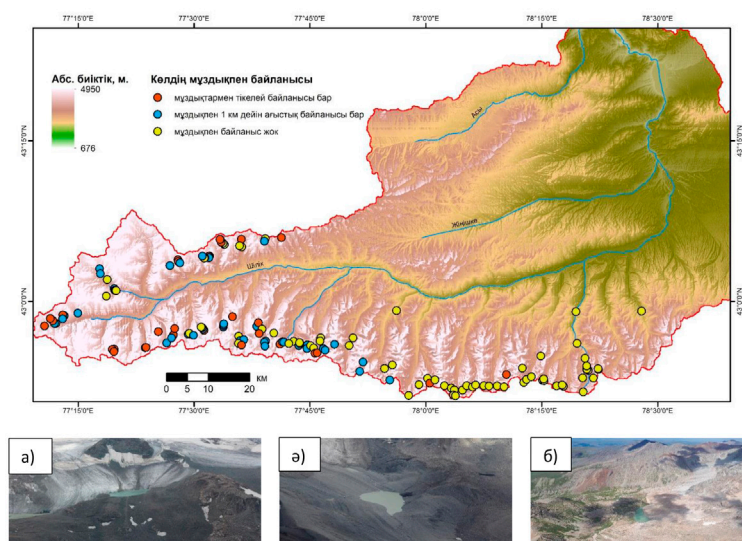 77°15'0"E 77°30'0"E 77°45'0"E 78°0'0"E 78°15'0"E 78°30'0"E
Абс. биіктік, м.
4950
676
Көлдің мұздықпен байланысы
мұздықтармен тікелей байланысы бар
мұздықпен 1 км дейін ағыстық байланысы бар
мұздықпен байланыс жок
Асы
43°15'0"N
43°15'0"N
Жіңішке
Шілік
43°0'0"N
43°0'0"N
0 5 10 20
км
77°15'0"E 77°30'0"E 77°45'0"E 78°0'0"E 78°15'0"E 78°30'0"E
а)
ә)
б)